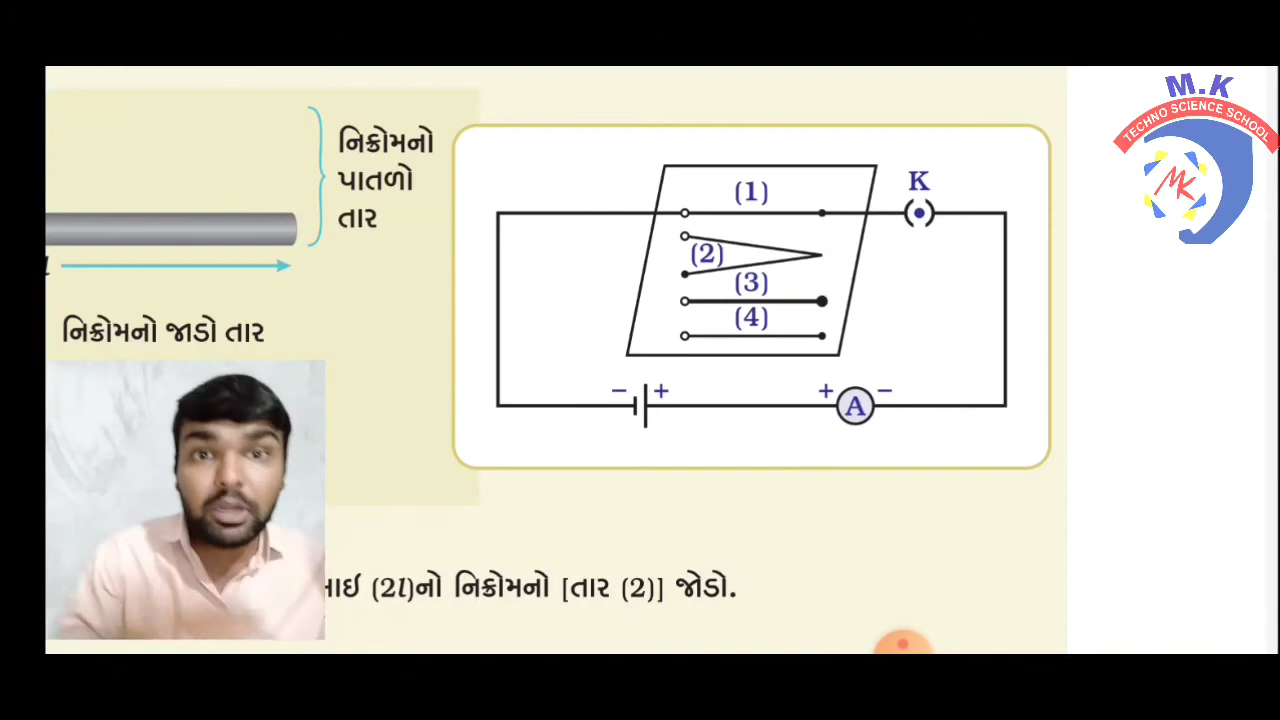 M.K
TECHNO SCIENCE SCHOOL
MK
નિક્રોમનો
પાતળો
તાર
l
નિક્રોમનો જાડો તાર
(1)
K
(2)
(3)
(4)
− +
+ −
A
(2l)નો નિક્રોમનો [તાર (2)] જોડો.